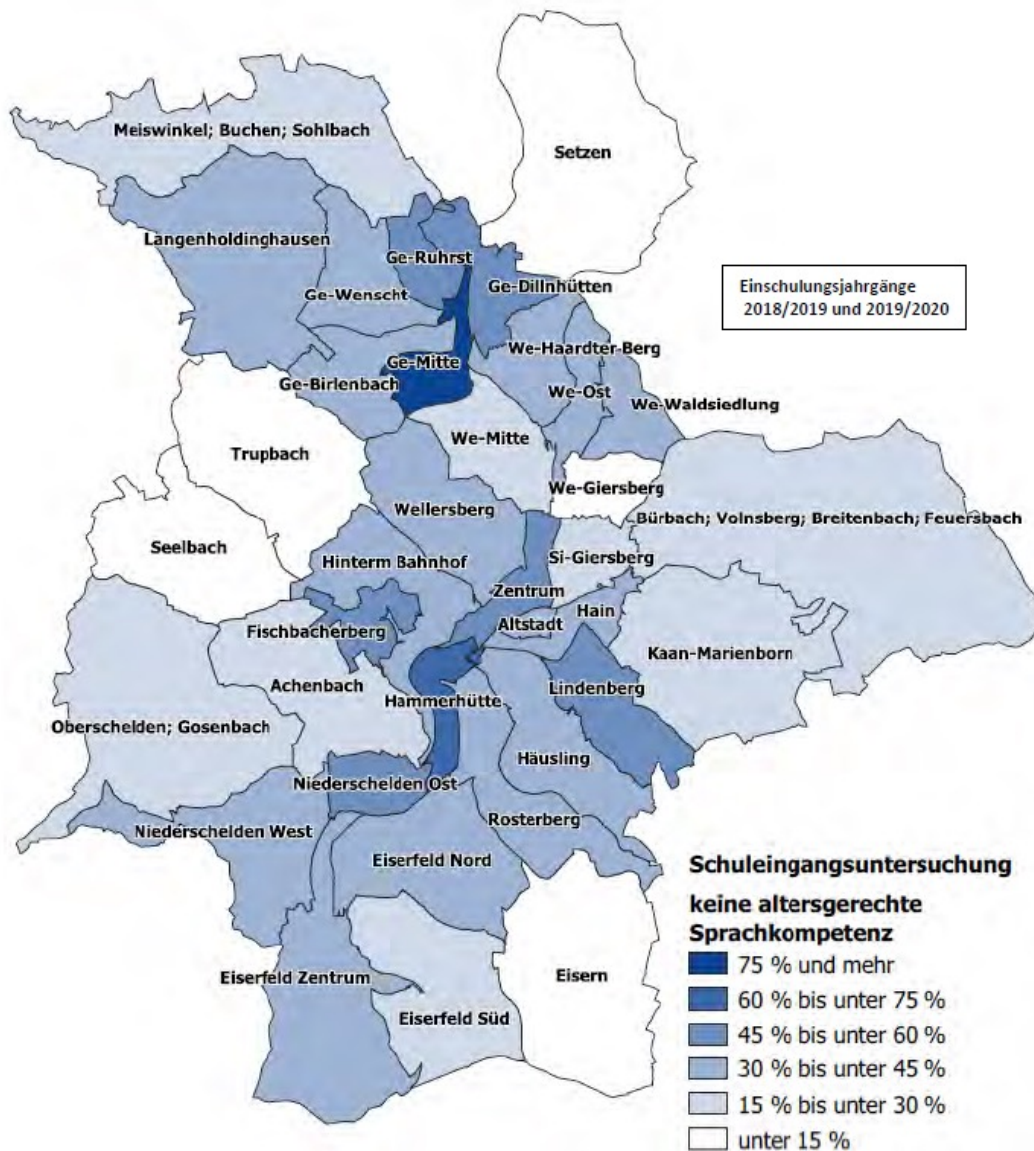 Meiswinkel; Buchen; Sohlbach
Setzen
Langenholdinghausen
Ge-Ruhrst
Ge-Dillnhütten
Ge-Wenscht
Einschulungsjahrgänge
2018/2019 und 2019/2020
We-Haardter-Berg
Ge-Mitte
Ge-Birlenbach
We-Ost
We-Waldsiedlung
We-Mitte
Trupbach
We-Giersberg
Wellersberg
Bürbach; Volnsberg; Breitenbach; Feuersbach
Seelbach
Hinterm Bahnhof
Si-Giersberg
Zentrum
Hain
Altstadt
Fischbacherberg
Kaan-Marienborn
Achenbach
Lindenberg
Hammerhütte
Oberschelden; Gosenbach
Häusling
Niederschelden Ost
Rosterberg
Niederschelden West
Eiserfeld Nord
Eiserfeld Zentrum
Eisern
Eiserfeld Süd
Schuleingangsuntersuchung
keine altersgerechte
Sprachkompetenz
75 % und mehr
60 % bis unter 75 %
45 % bis unter 60 %
30 % bis unter 45 %
15 % bis unter 30 %
unter 15 %